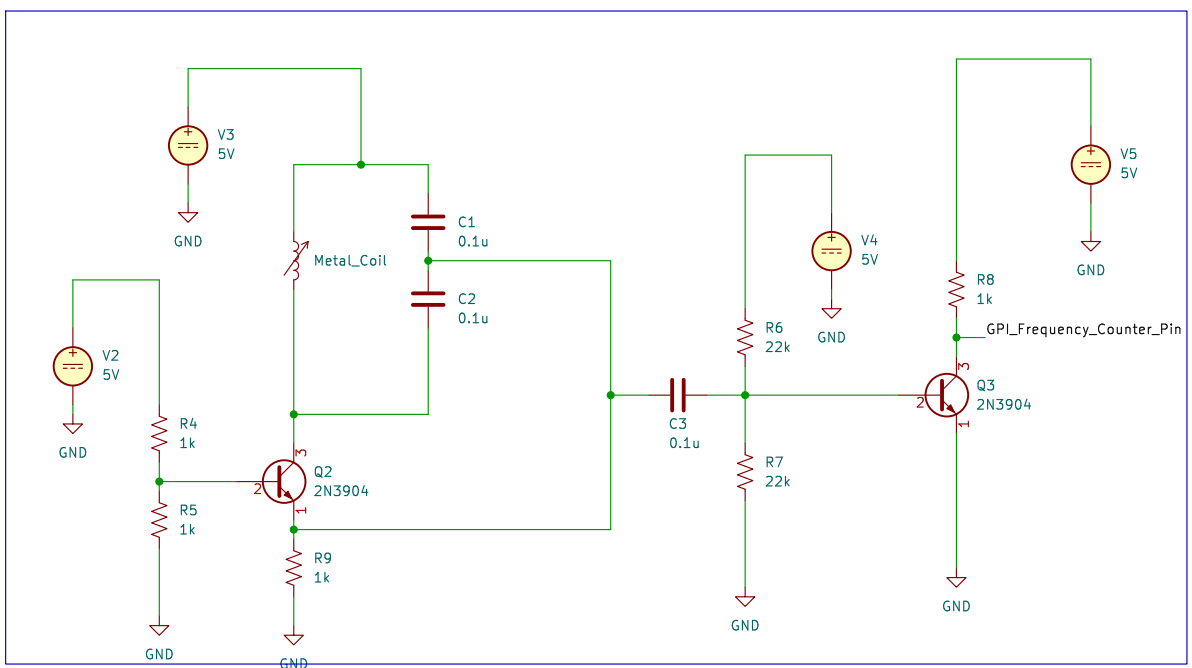 V3
5V
GND
Metal_Coil
C1
0.1u
C2
0.1u
V2
5V
GND
R4
1k
R5
1k
GND
3
2
1
Q2
2N3904
R9
1k
GND
C3
0.1u
V4
5V
GND
R6
22k
R7
22k
GND
V5
5V
GND
R8
1k
GPI_Frequency_Counter_Pin
3
2
1
Q3
2N3904
GND